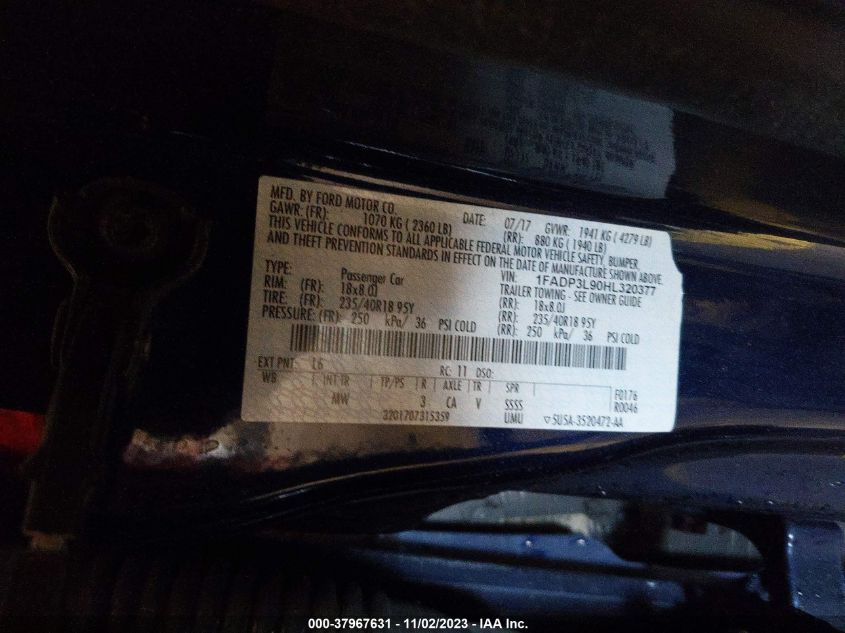 MFD. BY FORD MOTOR CO. DATE: 07/17 GVWR: 1941 KG ( 4279 LB)
GAWR: (FR): 1070 KG ( 2360 LB) (RR): 880 KG ( 1940 LB)
THIS VEHICLE CONFORMS TO ALL APPLICABLE FEDERAL MOTOR VEHICLE SAFETY, BUMPER
AND THEFT PREVENTION STANDARDS IN EFFECT ON THE DATE OF MANUFACTURE SHOWN ABOVE.
VIN: 1FADP3L90HL320377
TYPE: Passenger Car TRAILER TOWING - SEE OWNER GUIDE
RIM: (FR): 18x8.0J (RR): 18x8.0J
TIRE: (FR): 235/40R18 95Y (RR): 235/40R18 95Y
PRESSURE: (FR): 250 kPa/ 36 PSI COLD (RR): 250 kPa/ 36 PSI COLD
EXT PNT: L6 RC: 11 DSO:
WB INT TR TP/PS R AXLE TR SPR F0176
MW 3 CA V SSSS R0046
3201707315359 UMU ▽5U5A-3520472-AA
000-37967631 - 11/02/2023 - IAA Inc.